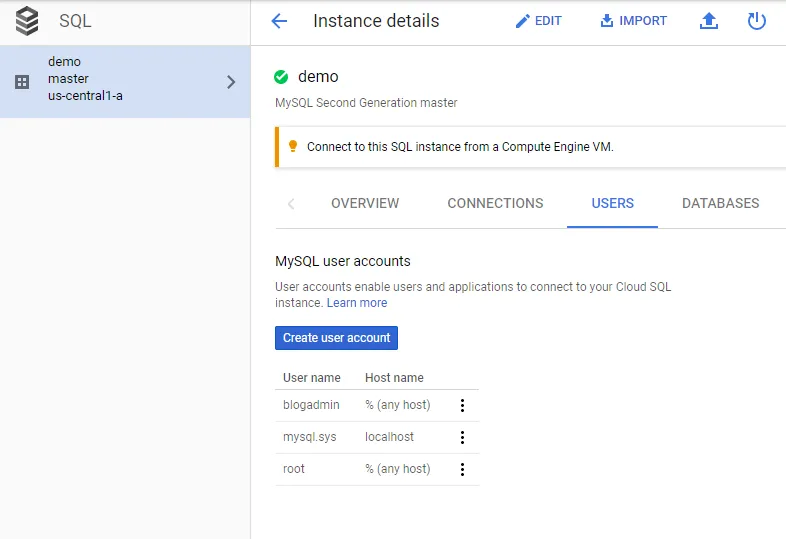 SQL
Instance details
EDIT
IMPORT
demo
master
us-central1-a
demo
MySQL Second Generation master
Connect to this SQL instance from a Compute Engine VM.
OVERVIEW CONNECTIONS USERS DATABASES
MySQL user accounts
User accounts enable users and applications to connect to your Cloud SQL
instance. Learn more
Create user account
User name Host name
blogadmin % (any host)
mysql.sys localhost
root % (any host)